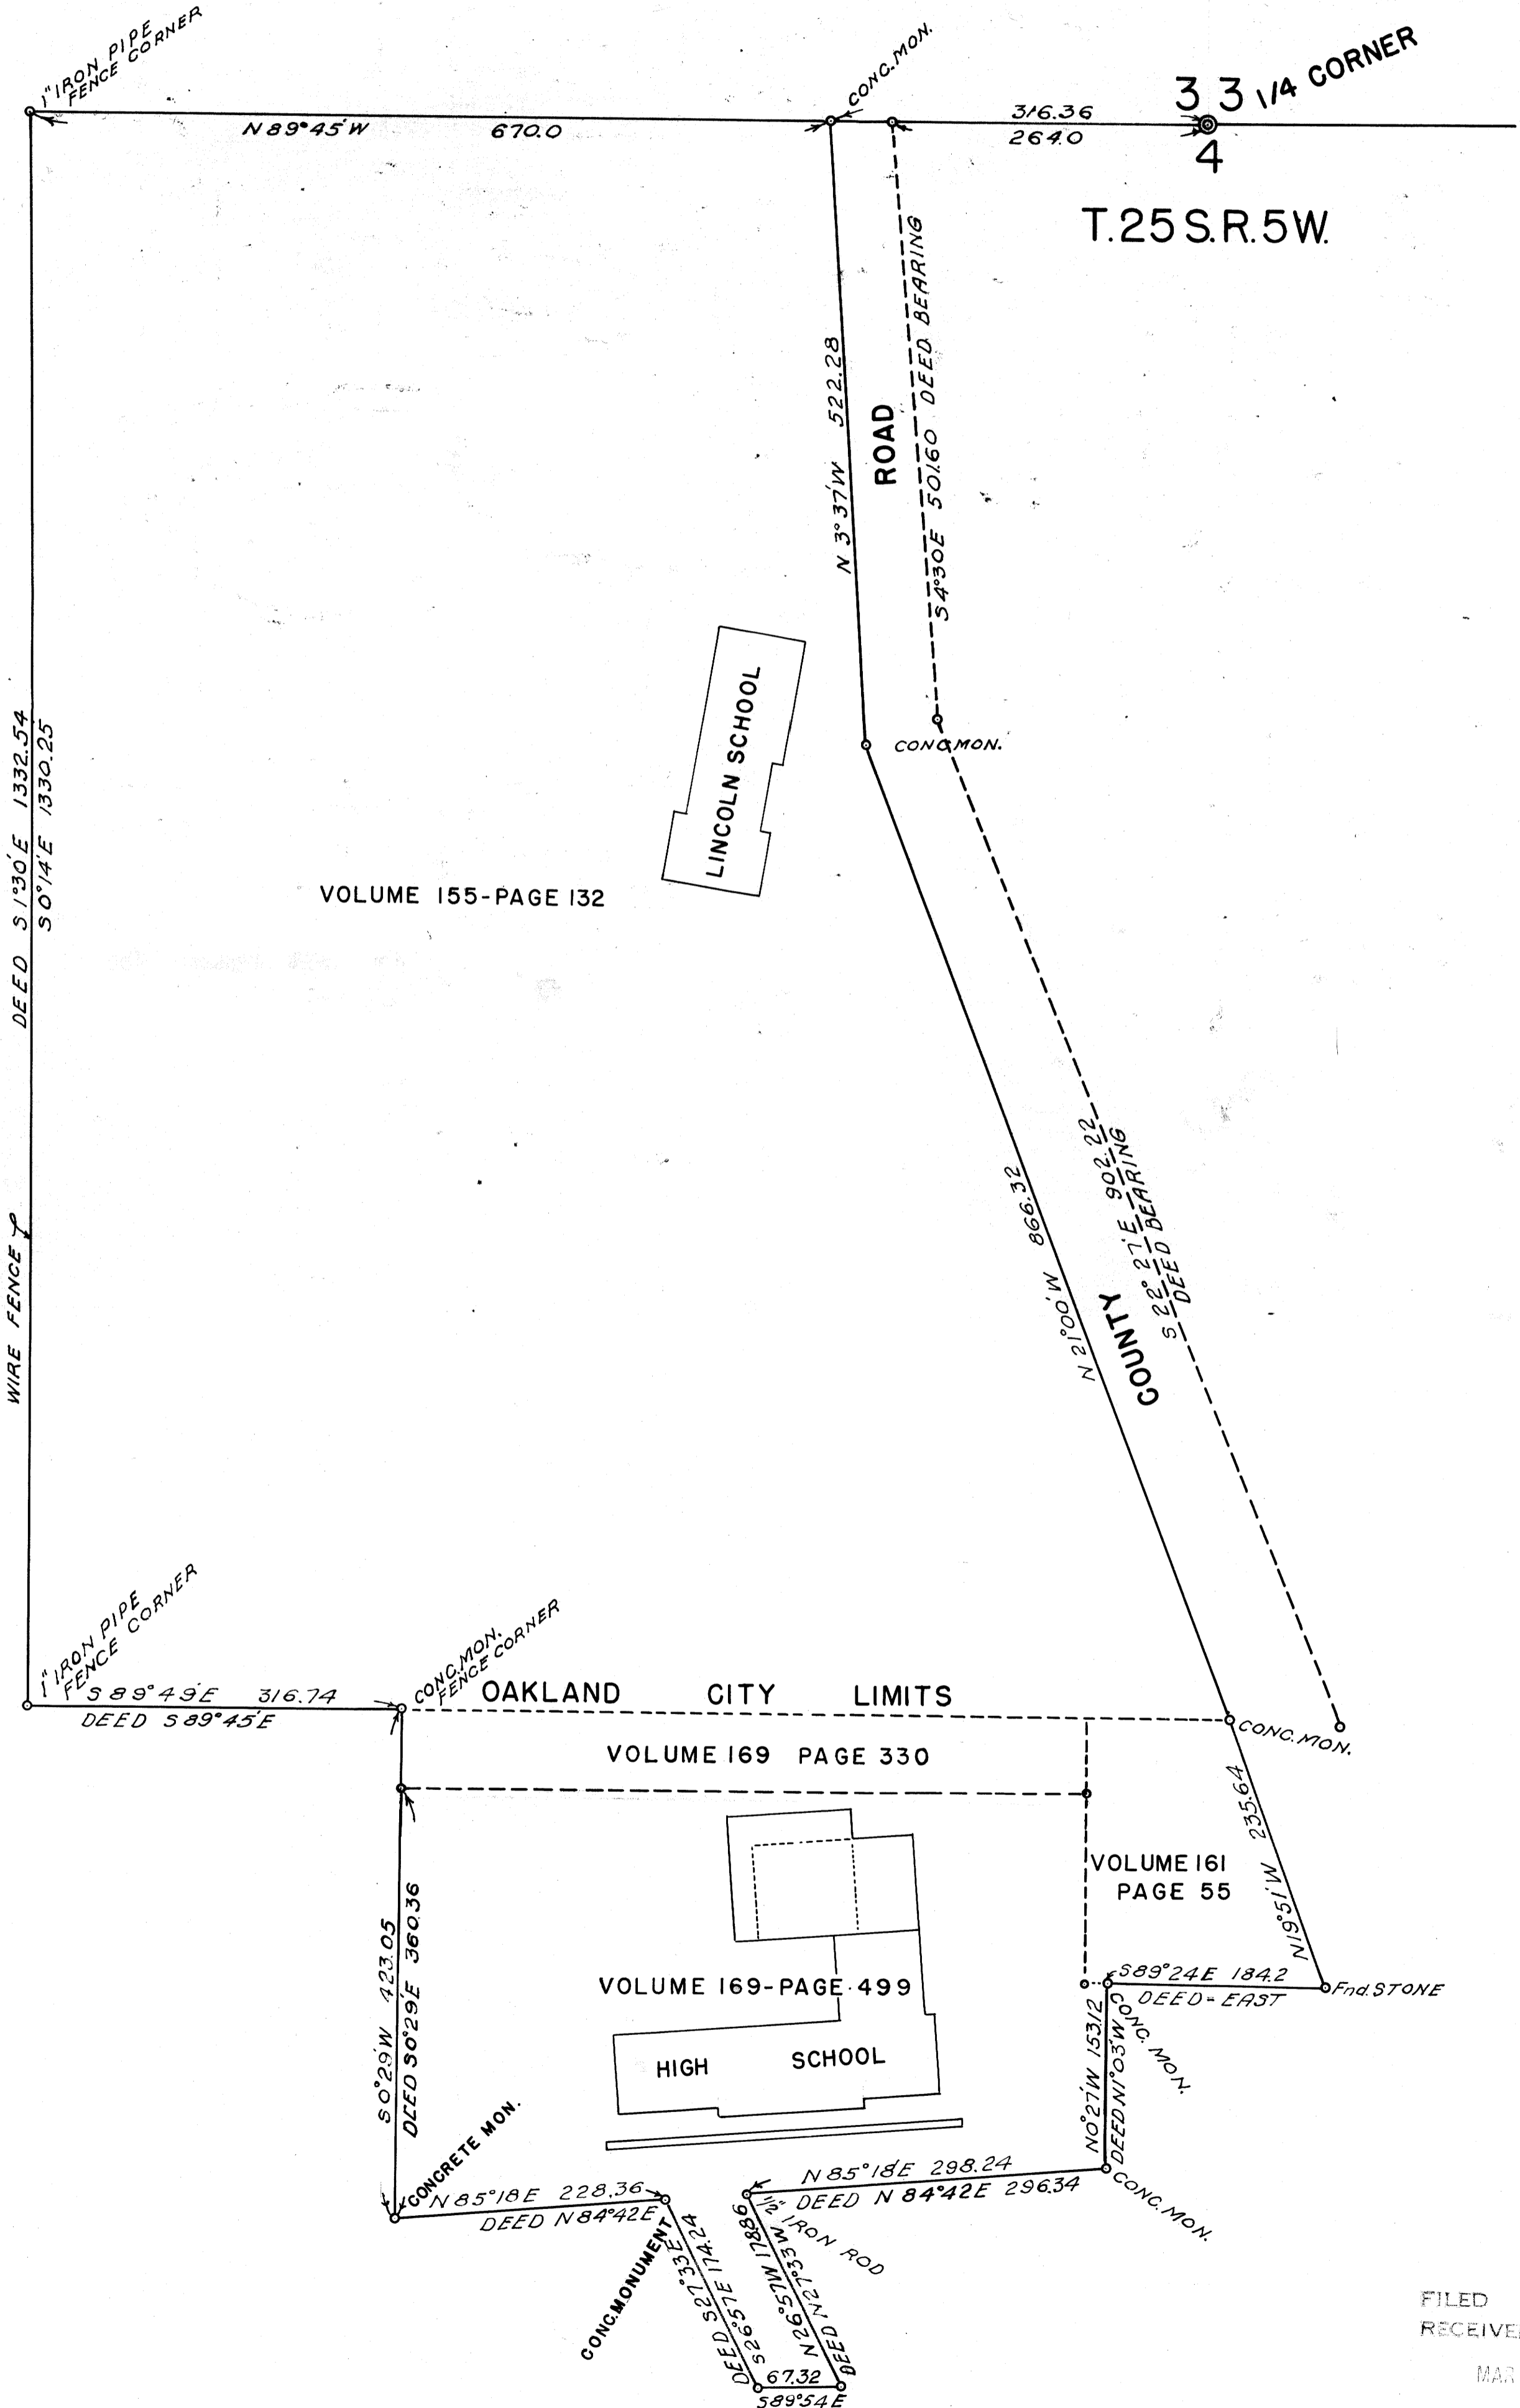 1" IRON PIPE
FENCE CORNER
CONC. MON.
33 1/4 CORNER
4
N 89°45'W 670.0
316.36
264.0
T.25 S.R.5W.
N 3°37'W 522.28
ROAD
S 4°30'E 501.60 DEED BEARING
CONC. MON.
LINCOLN SCHOOL
VOLUME 155-PAGE 132
DEED S 1°30'E 1332.54
S 0°14'E 1330.25
WIRE FENCE
N 21°00'W 866.32
COUNTY
S 22°27'E 902.22
DEED BEARING
1" IRON PIPE
FENCE CORNER
S 89°49'E 316.74
DEED S 89°45'E
CONC. MON.
FENCE CORNER
OAKLAND CITY LIMITS
CONC. MON.
VOLUME 169 PAGE 330
N19°51'W 235.64
VOLUME 161
PAGE 55
S 0°29'W 423.05
DEED S 0°29'E 360.36
VOLUME 169-PAGE 499
HIGH SCHOOL
S 89°24'E 184.2
DEED = EAST
Fnd. STONE
CONC. MON.
N 0°27'W 153.12
DEED N1°03'W
CONC. MON.
CONCRETE MON.
N 85°18'E 228.36
DEED N 84°42'E
CONC. MONUMENT
N 85°18'E 298.24
DEED N 84°42'E 296.34
1/2" IRON ROD
DEED S 27°33'E
S 26°57'E 174.24
N 26°57'W 178.86
DEED N 27°33'W
67.32
S 89°54'E
FILED
RECEIVE
MAR